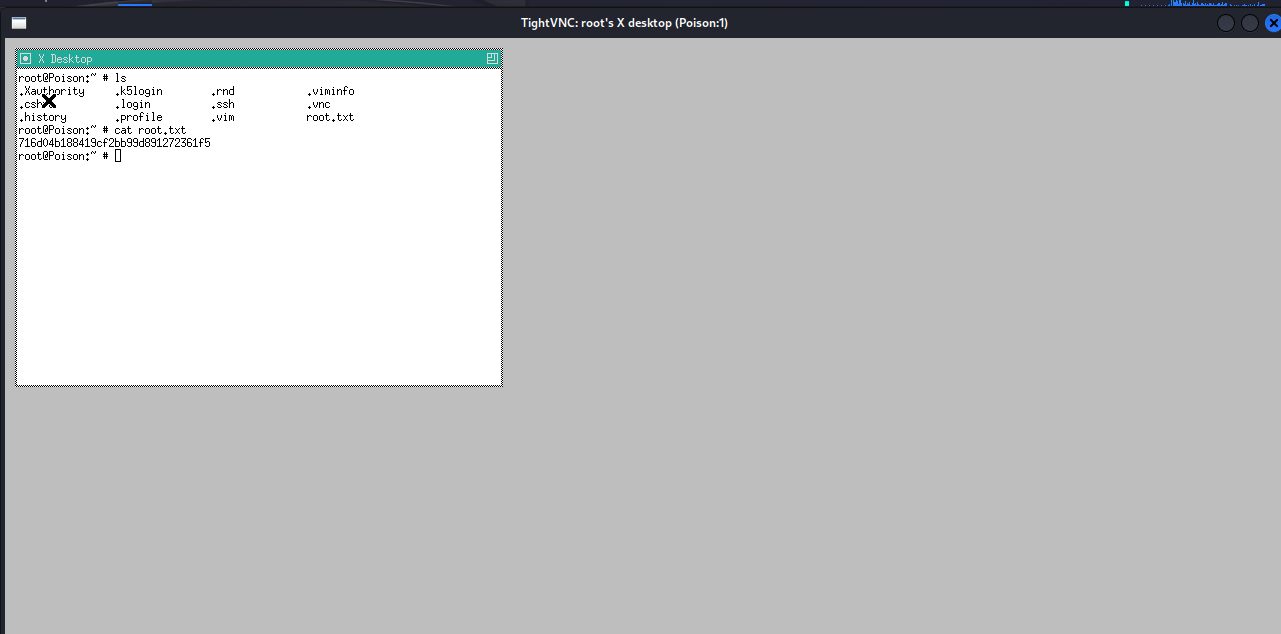 TightVNC: root's X desktop (Poison:1)
X Desktop
root@Poison:~ # ls
.Xauthority .k5login .rnd .viminfo
.login .ssh .vnc
.history .profile .vim root.txt
root@Poison:~ # cat root.txt
716d04b188419cf2bb99d891272361f5
root@Poison:~ #